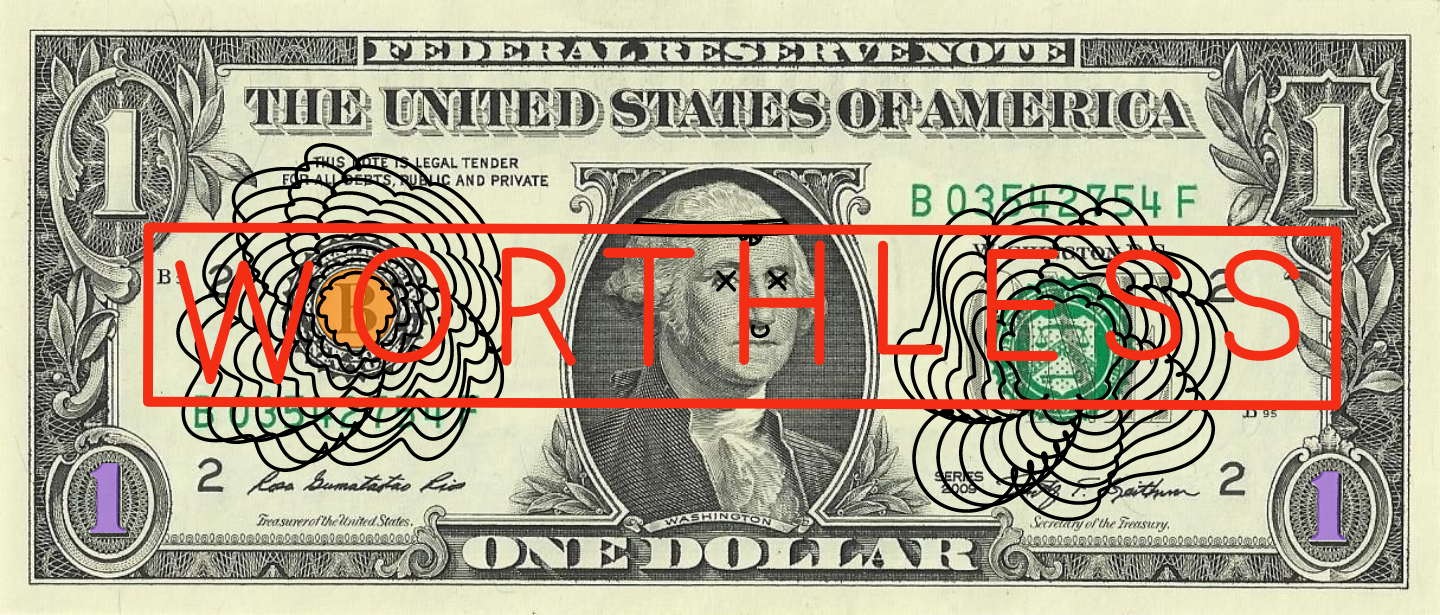 FEDERAL RESERVE NOTE
THE UNITED STATES OF AMERICA
1 1
THIS NOTE IS LEGAL TENDER
FOR ALL DEBTS, PUBLIC AND PRIVATE
B 03542754 F
WASHINGTON, D.C.
2 2
B
WORTHLESS
B 03542754 F
2 2
SERIES
2009
Treasurer of the United States.
Secretary of the Treasury.
WASHINGTON
1 1
ONE DOLLAR